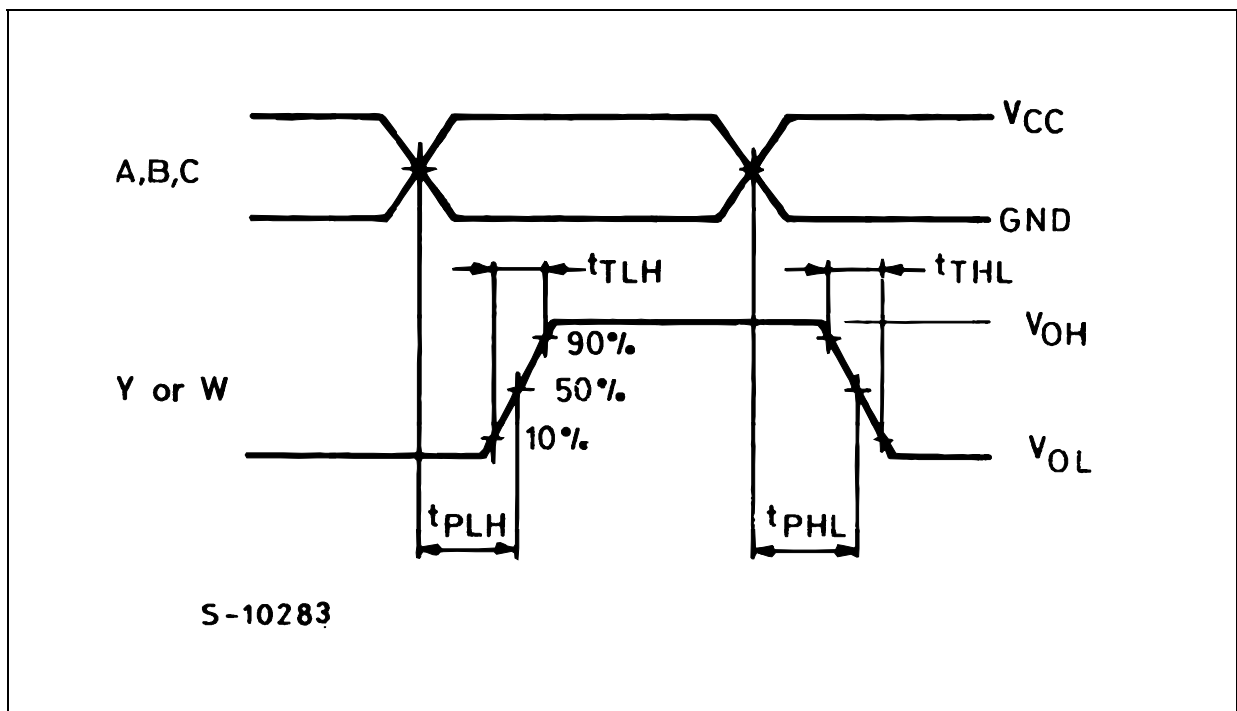 VCC
A,B,C
GND
tTLH
tTHL
VOH
90%
Y or W
50%
10%
VOL
tPLH
tPHL
S-10283